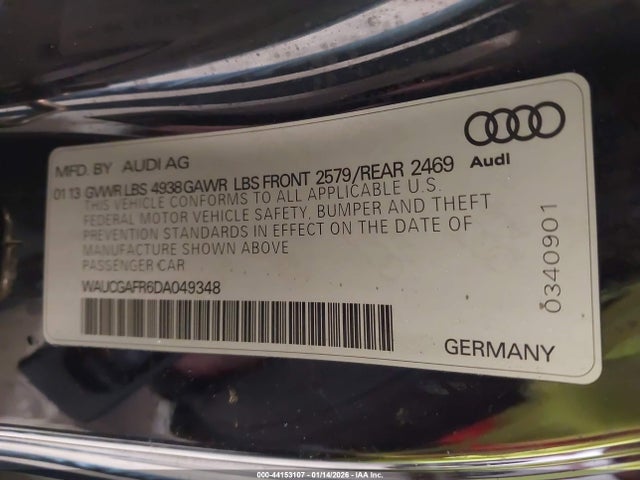 MFD. BY AUDI AG
Audi
01 13 GVWR LBS 4938 GAWR LBS FRONT 2579/REAR 2469
THIS VEHICLE CONFORMS TO ALL APPLICABLE U.S.
FEDERAL MOTOR VEHICLE SAFETY, BUMPER AND THEFT
PREVENTION STANDARDS IN EFFECT ON THE DATE OF
MANUFACTURE SHOWN ABOVE
PASSENGER CAR
WAUCGAFR6DA049348
GERMANY
0340901
000-44153107 - 01/14/2026 - IAA Inc.